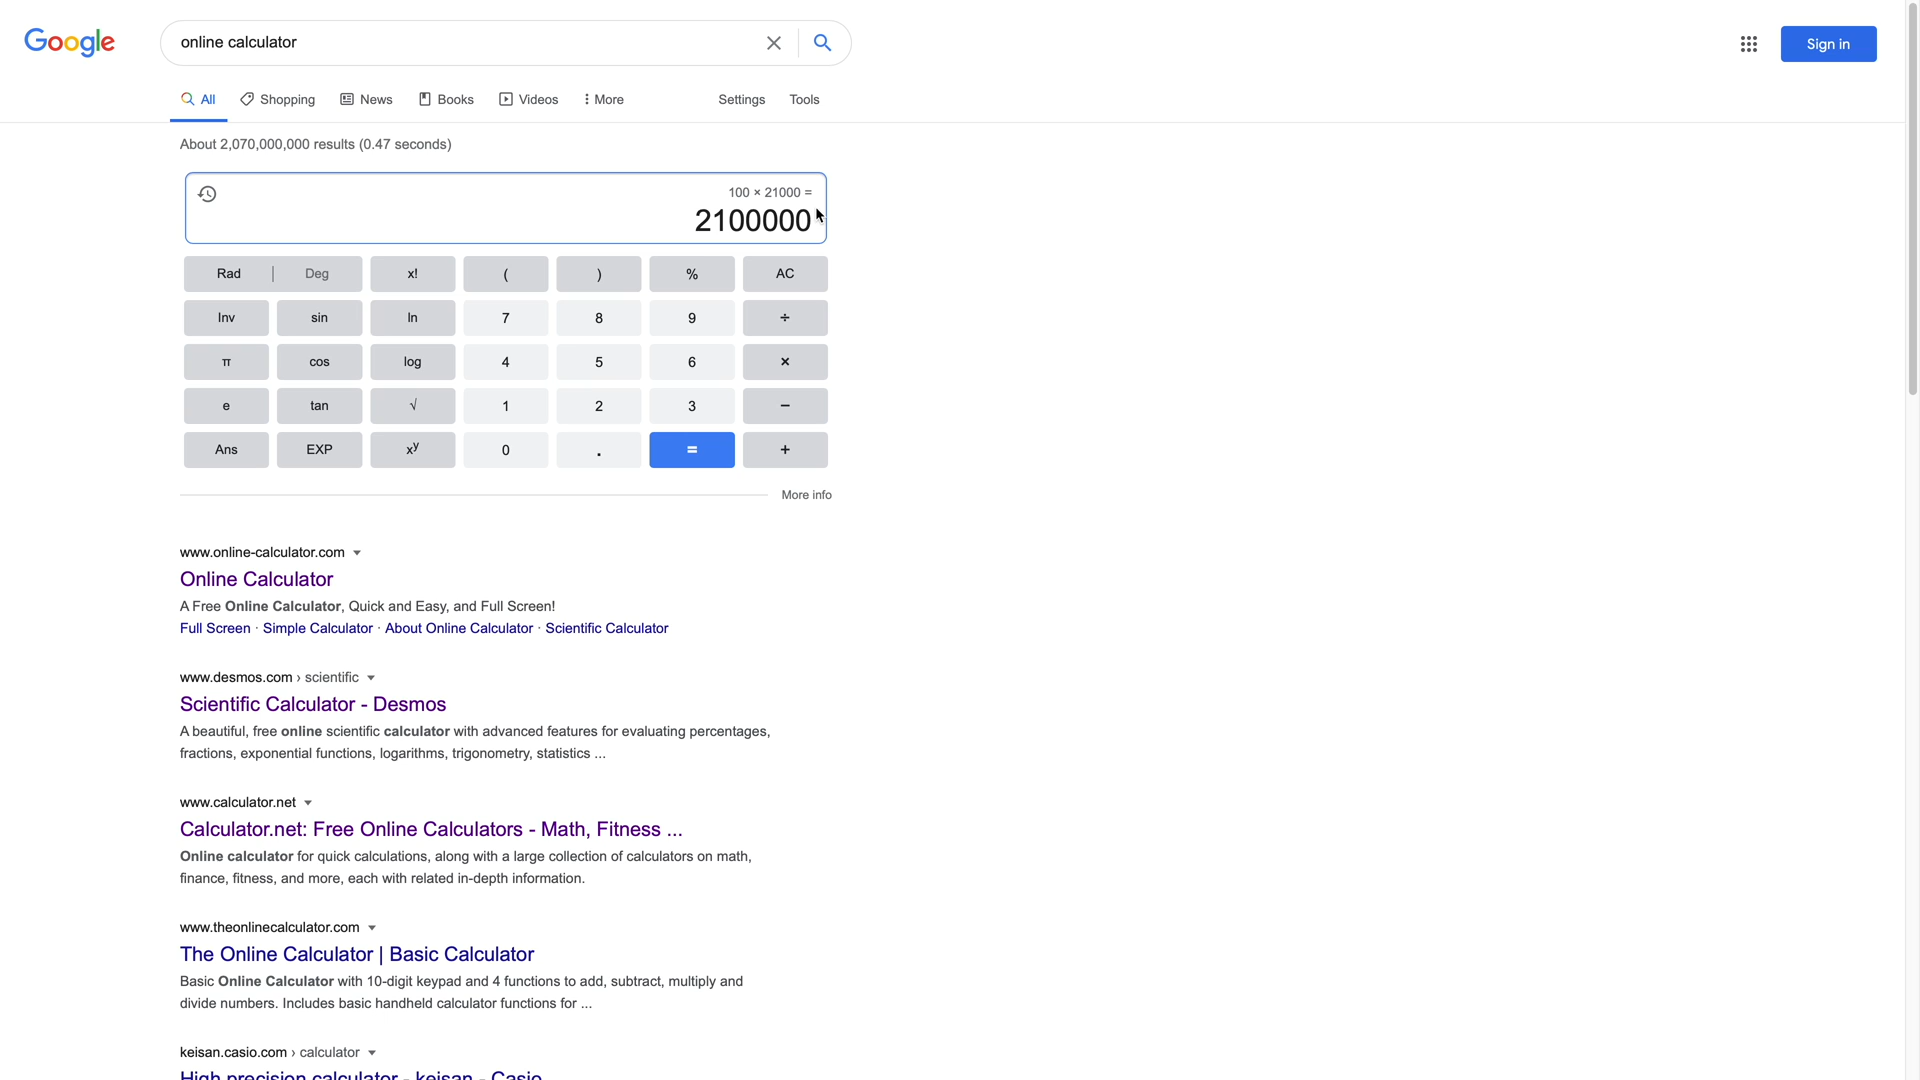 Google
online calculator
Sign in
All Shopping News Books Videos More Settings Tools
About 2,070,000,000 results (0.47 seconds)
100 × 21000 =
2100000
Rad | Deg x! ( ) % AC
Inv sin ln 7 8 9 ÷
π cos log 4 5 6 ×
e tan √ 1 2 3 −
Ans EXP xʸ 0 . = +
More info
www.online-calculator.com
Online Calculator
A Free Online Calculator, Quick and Easy, and Full Screen!
Full Screen · Simple Calculator · About Online Calculator · Scientific Calculator
www.desmos.com › scientific
Scientific Calculator - Desmos
A beautiful, free online scientific calculator with advanced features for evaluating percentages,
fractions, exponential functions, logarithms, trigonometry, statistics ...
www.calculator.net
Calculator.net: Free Online Calculators - Math, Fitness ...
Online calculator for quick calculations, along with a large collection of calculators on math,
finance, fitness, and more, each with related in-depth information.
www.theonlinecalculator.com
The Online Calculator | Basic Calculator
Basic Online Calculator with 10-digit keypad and 4 functions to add, subtract, multiply and
divide numbers. Includes basic handheld calculator functions for ...
keisan.casio.com › calculator
High precision calculator - keisan - Casio